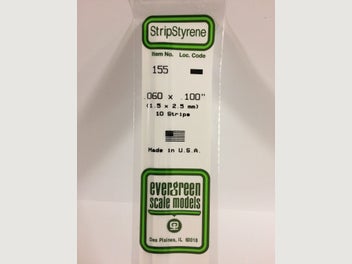 StripStyrene
Item No. Loc. Code
155
.060 x .100"
(1.5 x 2.5 mm)
10 Strips
Made in U.S.A.
evergreen
scale models
Des Plaines, IL 60018